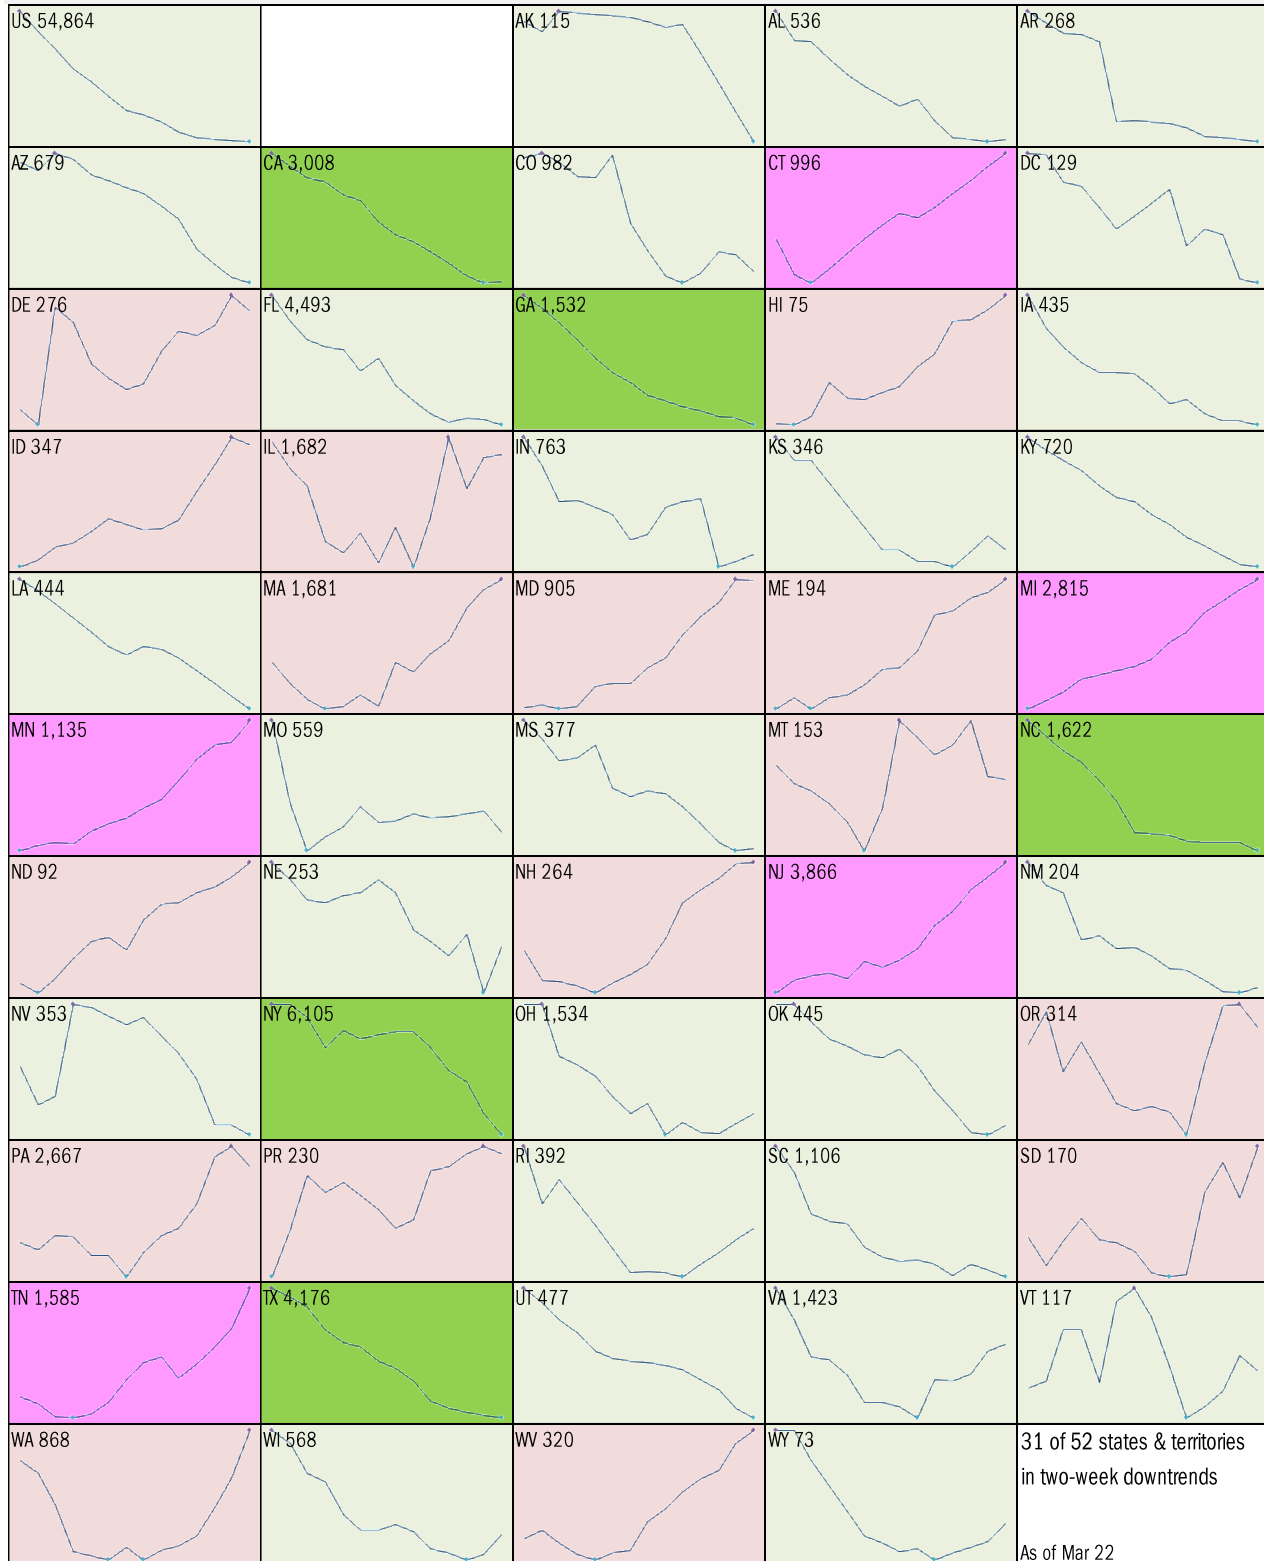 US 54,864
AK 115
AL 536
AR 268
AZ 679
CA 3,008
CO 982
CT 996
DC 129
DE 276
FL 4,493
GA 1,532
HI 75
IA 435
ID 347
IL 1,682
IN 763
KS 346
KY 720
LA 444
MA 1,681
MD 905
ME 194
MI 2,815
MN 1,135
MO 559
MS 377
MT 153
NC 1,622
ND 92
NE 253
NH 264
NJ 3,866
NM 204
NV 353
NY 6,105
OH 1,534
OK 445
OR 314
PA 2,667
PR 230
RI 392
SC 1,106
SD 170
TN 1,585
TX 4,176
UT 477
VA 1,423
VT 117
WA 868
WI 568
WV 320
WY 73
31 of 52 states & territories
in two-week downtrends
As of Mar 22